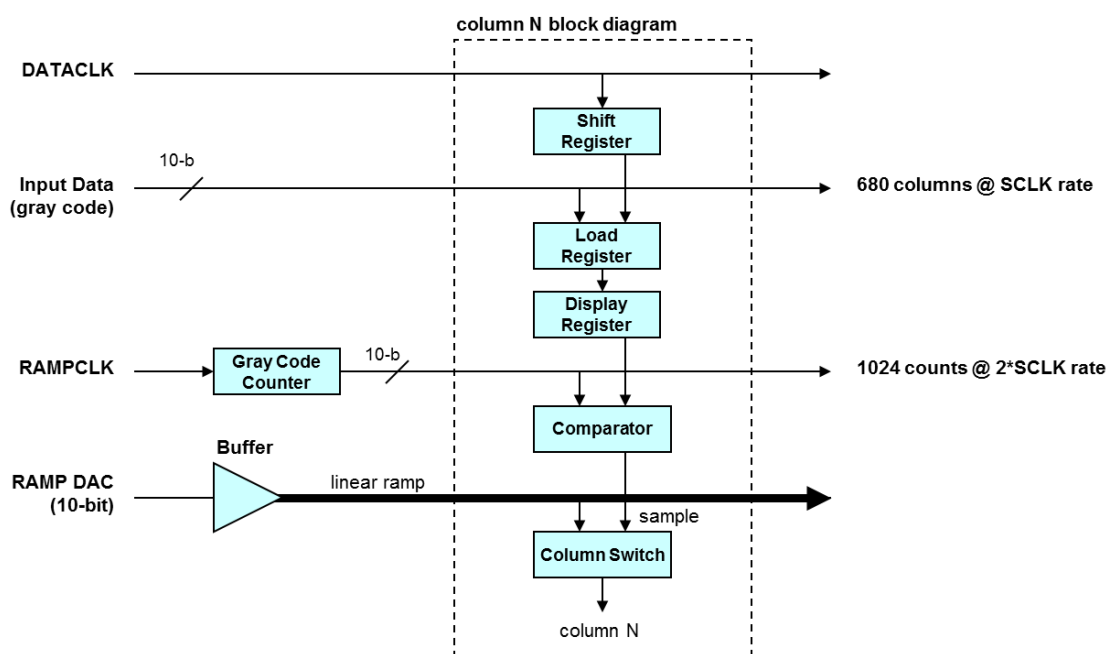 column N block diagram
DATACLK
Shift
Register
10-b
Input Data
(gray code)
680 columns @ SCLK rate
Load
Register
Display
Register
RAMPCLK
Gray Code
Counter
10-b
1024 counts @ 2*SCLK rate
Comparator
Buffer
RAMP DAC
(10-bit)
linear ramp
sample
Column Switch
column N